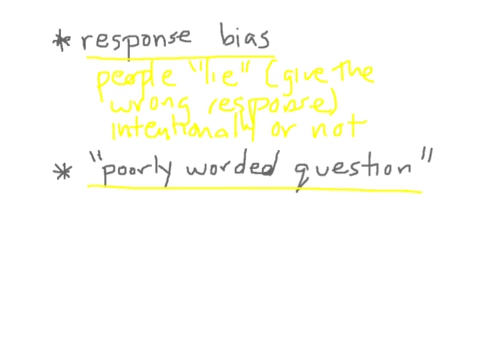 * response bias
people "lie" (give the
wrong response)
intentionally or not
* "poorly worded question"